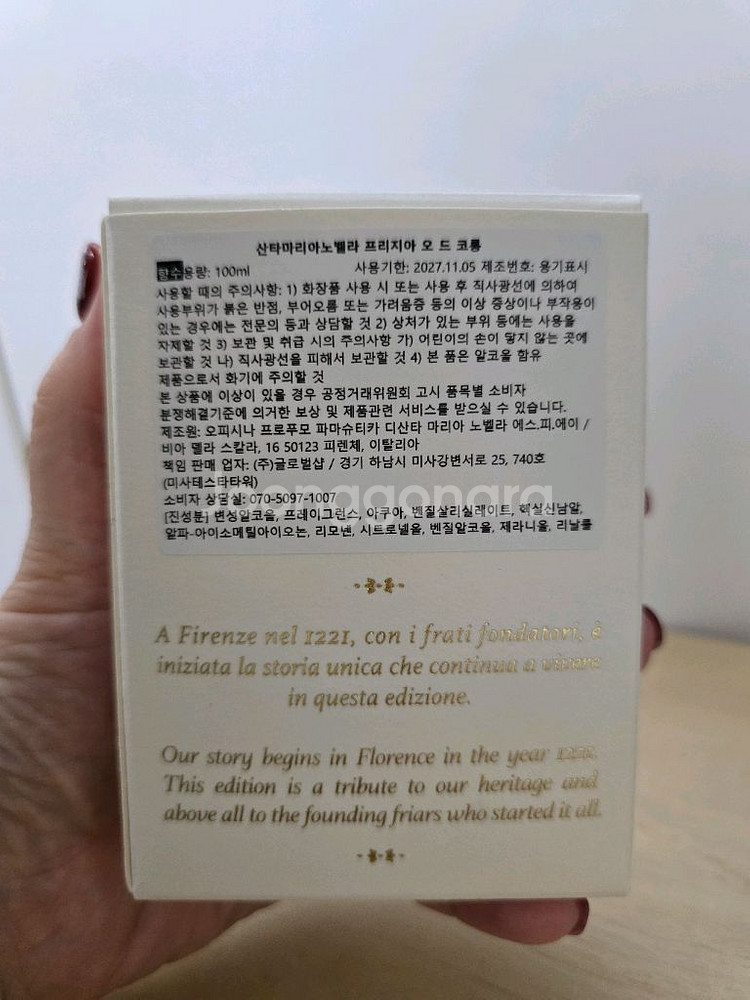 산타마리아노벨라 프리지아 오 드 코롱
향수용량: 100ml 사용기한: 2027.11.05 제조번호: 용기표시
사용할 때의 주의사항: 1) 화장품 사용 시 또는 사용 후 직사광선에 의하여
사용부위가 붉은 반점, 부어오름 또는 가려움증 등의 이상 증상이나 부작용이
있는 경우에는 전문의 등과 상담할 것 2) 상처가 있는 부위 등에는 사용을
자제할 것 3) 보관 및 취급 시의 주의사항 가) 어린이의 손이 닿지 않는 곳에
보관할 것 나) 직사광선을 피해서 보관할 것 4) 본 품은 알코올 함유
제품으로서 화기에 주의할 것
본 상품에 이상이 있을 경우 공정거래위원회 고시 품목별 소비자
분쟁해결기준에 의거한 보상 및 제품관련 서비스를 받으실 수 있습니다.
제조원: 오피시나 프로푸모 파마슈티카 디산타 마리아 노벨라 에스.피.에이 /
비아 델라 스칼라, 16 50123 피렌체, 이탈리아
책임 판매 업자: (주)글로벌샵 / 경기 하남시 미사강변서로 25, 740호
(미사테스타타워)
소비자 상담실: 070-5097-1007
[전성분] 변성알코올, 프레이그런스, 아쿠아, 벤질살리실레이트, 헥실신남알,
알파-아이소메틸아이오논, 리모넨, 시트로넬올, 벤질알코올, 제라니올, 리날룰
joonggonara
A Firenze nel 1221, con i frati fondatori, è
iniziata la storia unica che continua a vivere
in questa edizione.
Our story begins in Florence in the year 1221.
This edition is a tribute to our heritage and
above all to the founding friars who started it all.